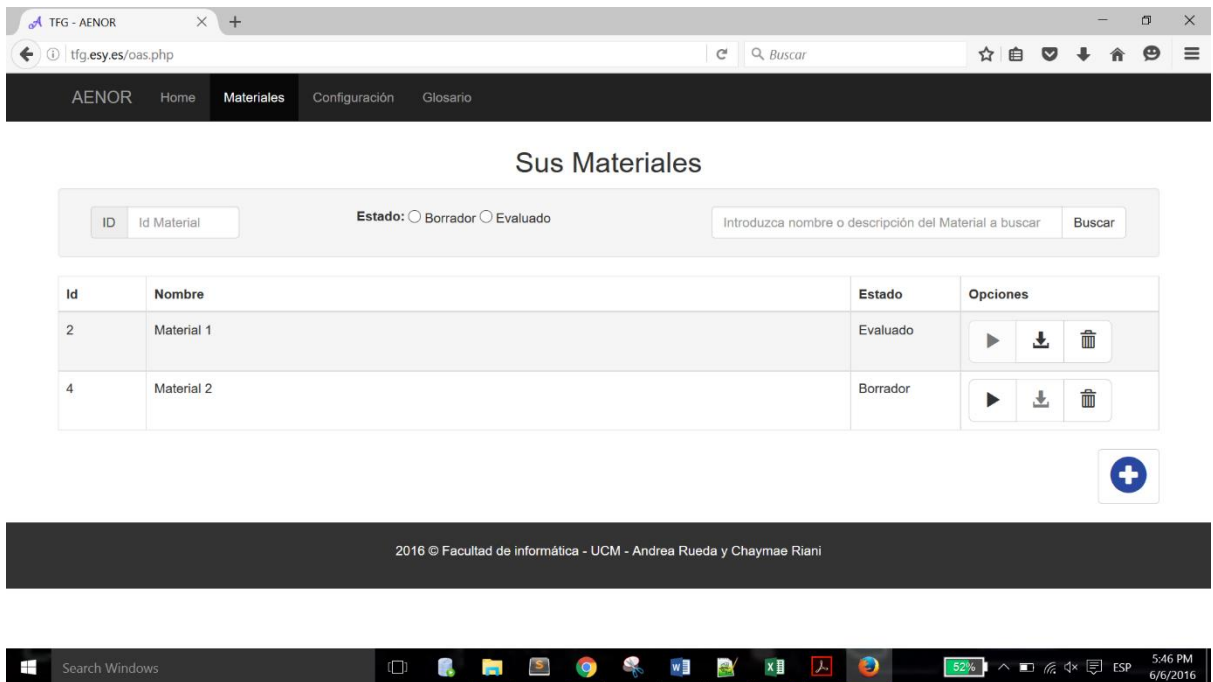 TFG - AENOR
tfg.esy.es/oas.php
Buscar
AENOR Home Materiales Configuración Glosario
Sus Materiales
ID Id Material Estado: Borrador Evaluado Introduzca nombre o descripción del Material a buscar Buscar
Id Nombre Estado Opciones
2 Material 1 Evaluado
4 Material 2 Borrador
2016 © Facultad de informática - UCM - Andrea Rueda y Chaymae Riani
Search Windows 52% ESP 5:46 PM
6/6/2016